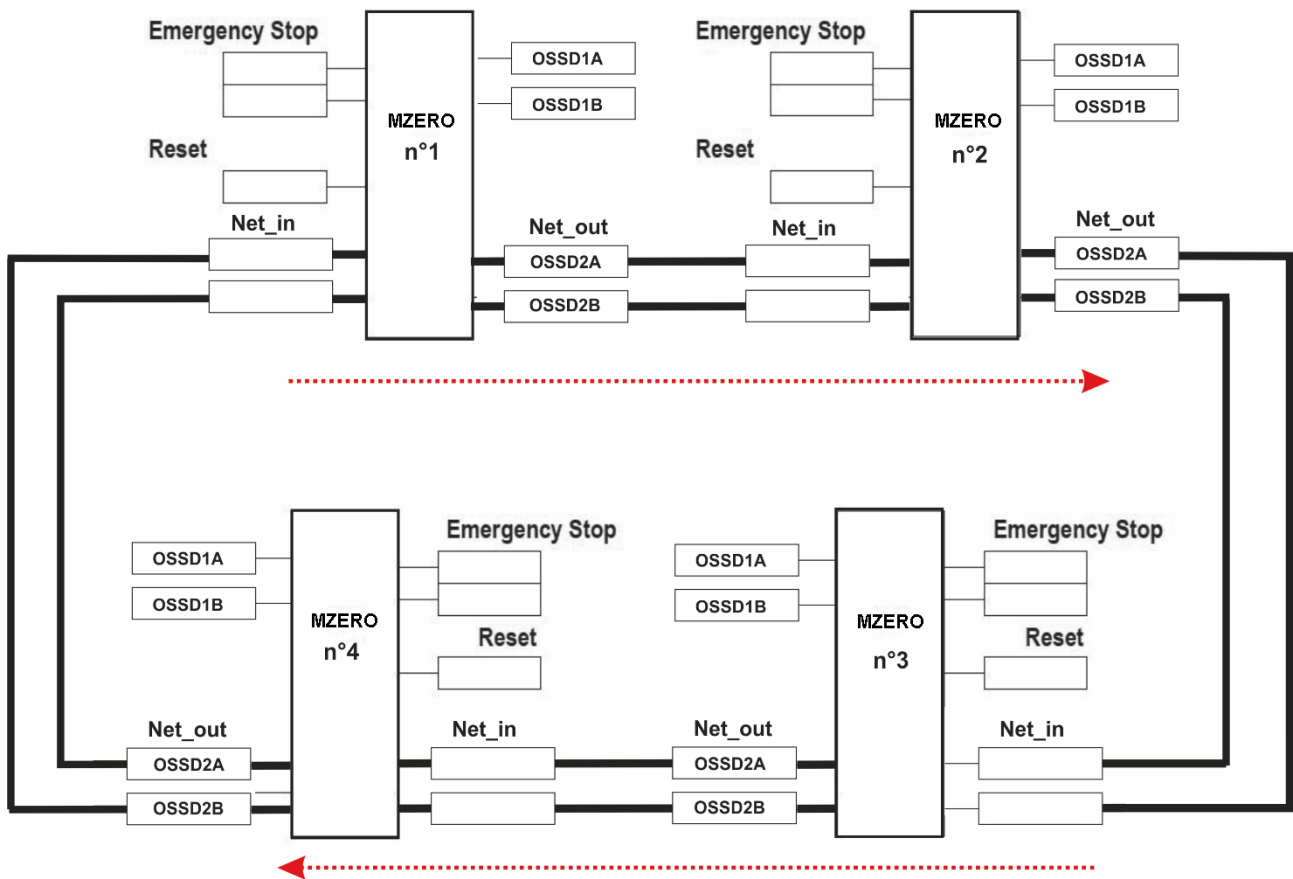 Emergency Stop
OSSD1A
OSSD1B
MZERO
n°1
Reset
Net_in
Net_out
OSSD2A
OSSD2B
Emergency Stop
OSSD1A
OSSD1B
MZERO
n°2
Reset
Net_in
Net_out
OSSD2A
OSSD2B
OSSD1A
OSSD1B
MZERO
n°4
Emergency Stop
Reset
Net_out
OSSD2A
OSSD2B
Net_in
OSSD1A
OSSD1B
MZERO
n°3
Emergency Stop
Reset
Net_out
OSSD2A
OSSD2B
Net_in